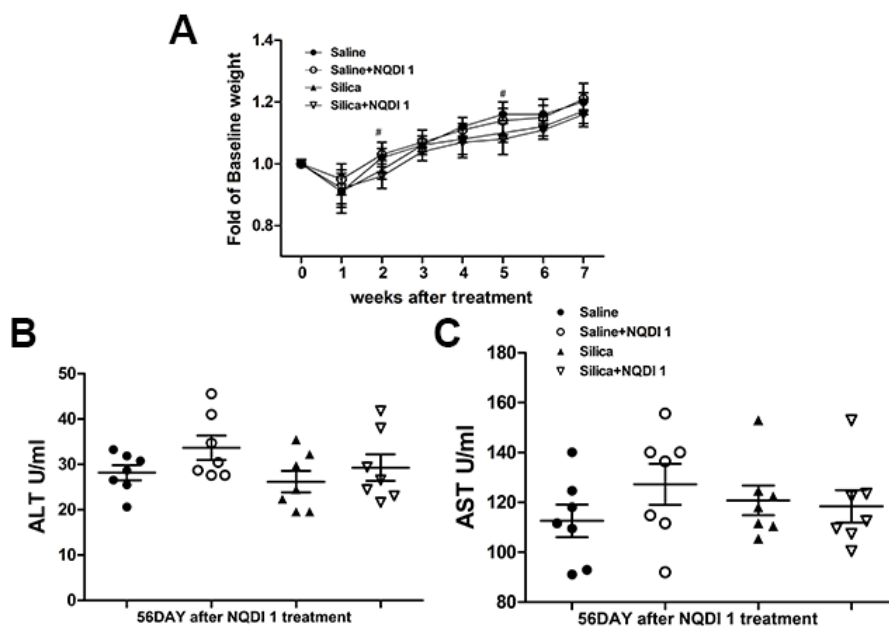 A
1.4
1.2
1.0
0.8
Fold of Baseline weight
Saline
Saline+NQDI 1
Silica
Silica+NQDI 1
#
#
0 1 2 3 4 5 6 7
weeks after treatment
B
50
40
30
20
10
0
ALT U/ml
56DAY after NQDI 1 treatment
C
Saline
Saline+NQDI 1
Silica
Silica+NQDI 1
180
160
140
120
100
80
AST U/ml
56DAY after NQDI 1 treatment